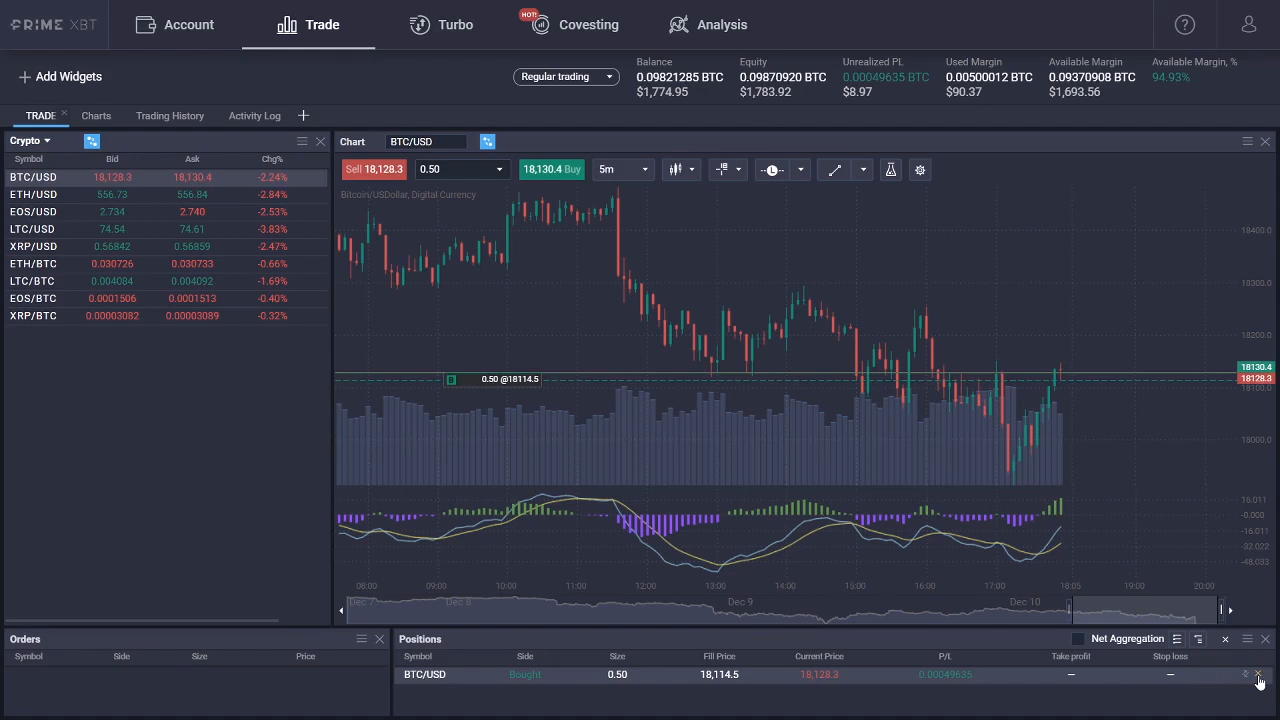 PRIME XBT
Account
Trade
Turbo
HOT!
Covesting
Analysis
?
Add Widgets
Regular trading
Balance
0.09821285 BTC
$1,774.95
Equity
0.09870920 BTC
$1,783.92
Unrealized PL
0.00049635 BTC
$8.97
Used Margin
0.00500012 BTC
$90.37
Available Margin
0.09370908 BTC
$1,693.56
Available Margin, %
94.93%
TRADE
Charts
Trading History
Activity Log
Crypto
Symbol Bid Ask Chg%
BTC/USD 18,128.3 18,130.4 -2.24%
ETH/USD 556.73 556.84 -2.84%
EOS/USD 2.734 2.740 -2.53%
LTC/USD 74.54 74.61 -3.83%
XRP/USD 0.56842 0.56859 -2.47%
ETH/BTC 0.030726 0.030733 -0.66%
LTC/BTC 0.004084 0.004092 -1.69%
EOS/BTC 0.0001506 0.0001513 -0.40%
XRP/BTC 0.00003082 0.00003089 -0.32%
Chart BTC/USD
Sell 18,128.3 0.50 18,130.4 Buy 5m L
Bitcoin/USDollar, Digital Currency
18400.0
18300.0
18200.0
18130.4
18128.3
18100.0
18000.0
B 0.50 @18114.5
16.011
-0.000
-16.011
-32.022
-48.033
08:00 09:00 10:00 11:00 12:00 13:00 14:00 15:00 16:00 17:00 18:05 19:00 20:00
Dec 7 Dec 8 Dec 9 Dec 10
Orders
Symbol Side Size Price
Positions
Net Aggregation
Symbol Side Size Fill Price Current Price P/L Take profit Stop loss
BTC/USD Bought 0.50 18,114.5 18,128.3 0.00049635 — —